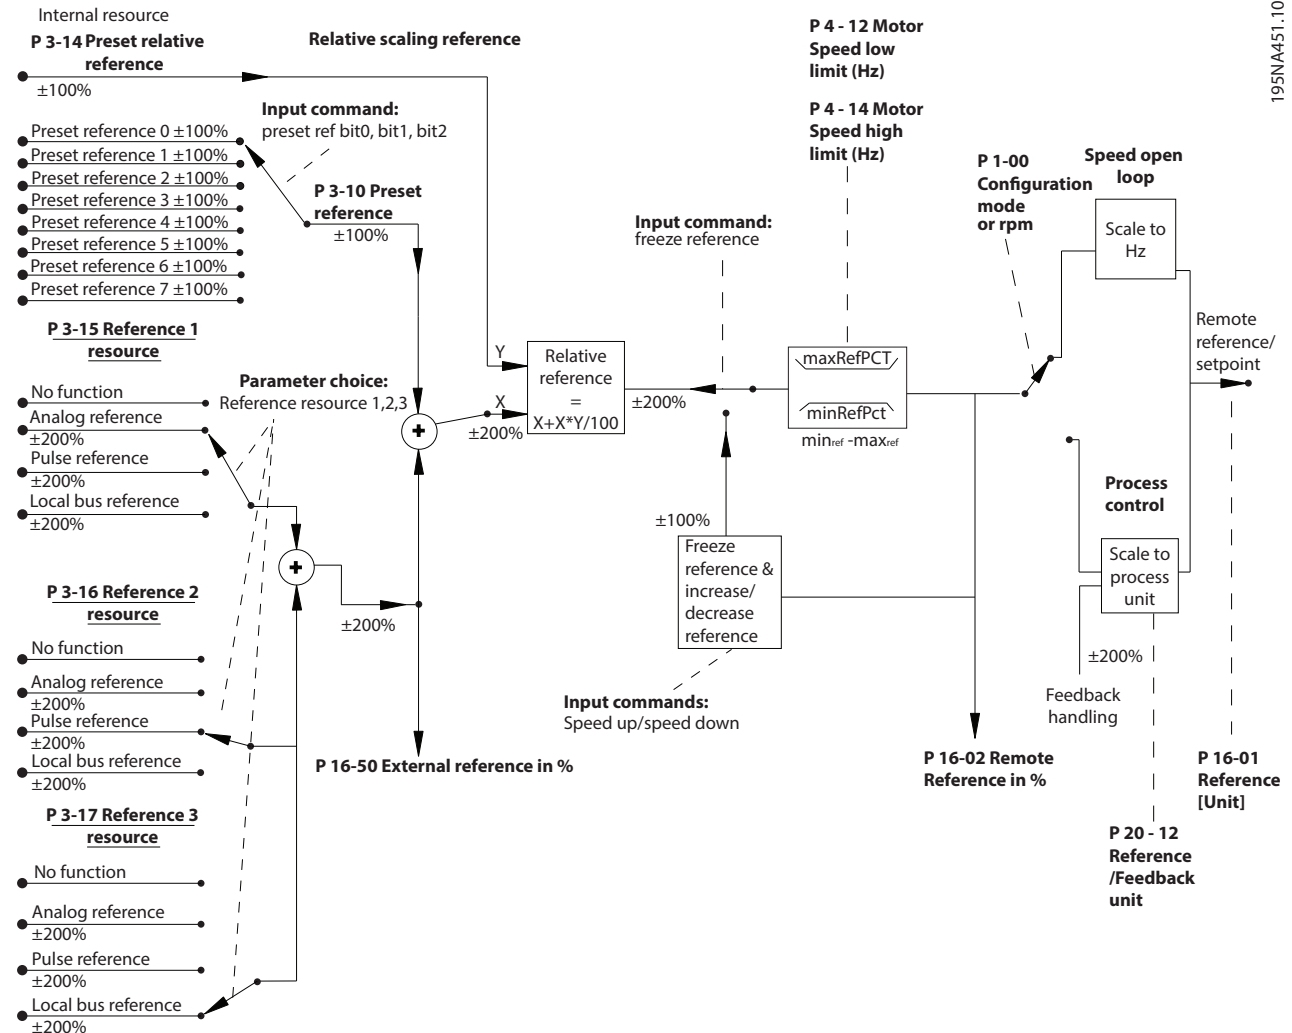 Internal resource
P 3-14 Preset relative
reference
±100%
Relative scaling reference
Input command:
preset ref bit0, bit1, bit2
Preset reference 0 ±100%
Preset reference 1 ±100%
Preset reference 2 ±100%
Preset reference 3 ±100%
Preset reference 4 ±100%
Preset reference 5 ±100%
Preset reference 6 ±100%
Preset reference 7 ±100%
P 3-10 Preset
reference
±100%
P 3-15 Reference 1
resource
No function
Analog reference
±200%
Pulse reference
±200%
Local bus reference
±200%
Parameter choice:
Reference resource 1,2,3
P 3-16 Reference 2
resource
No function
Analog reference
±200%
Pulse reference
±200%
Local bus reference
±200%
P 3-17 Reference 3
resource
No function
Analog reference
±200%
Pulse reference
±200%
Local bus reference
±200%
+
±200%
+
P 16-50 External reference in %
Y
X
±200%
Relative
reference
=
X+X*Y/100
±200%
Input command:
freeze reference
±100%
Freeze
reference &
increase/
decrease
reference
Input commands:
Speed up/speed down
P 4 - 12 Motor
Speed low
limit (Hz)
P 4 - 14 Motor
Speed high
limit (Hz)
maxRefPCT
minRefPct
minref -maxref
P 1-00
Configuration
mode
or rpm
Speed open
loop
Scale to
Hz
Remote
reference/
setpoint
Process
control
Scale to
process
unit
±200%
Feedback
handling
P 16-02 Remote
Reference in %
P 16-01
Reference
[Unit]
P 20 - 12
Reference
/Feedback
unit
195NA451.10